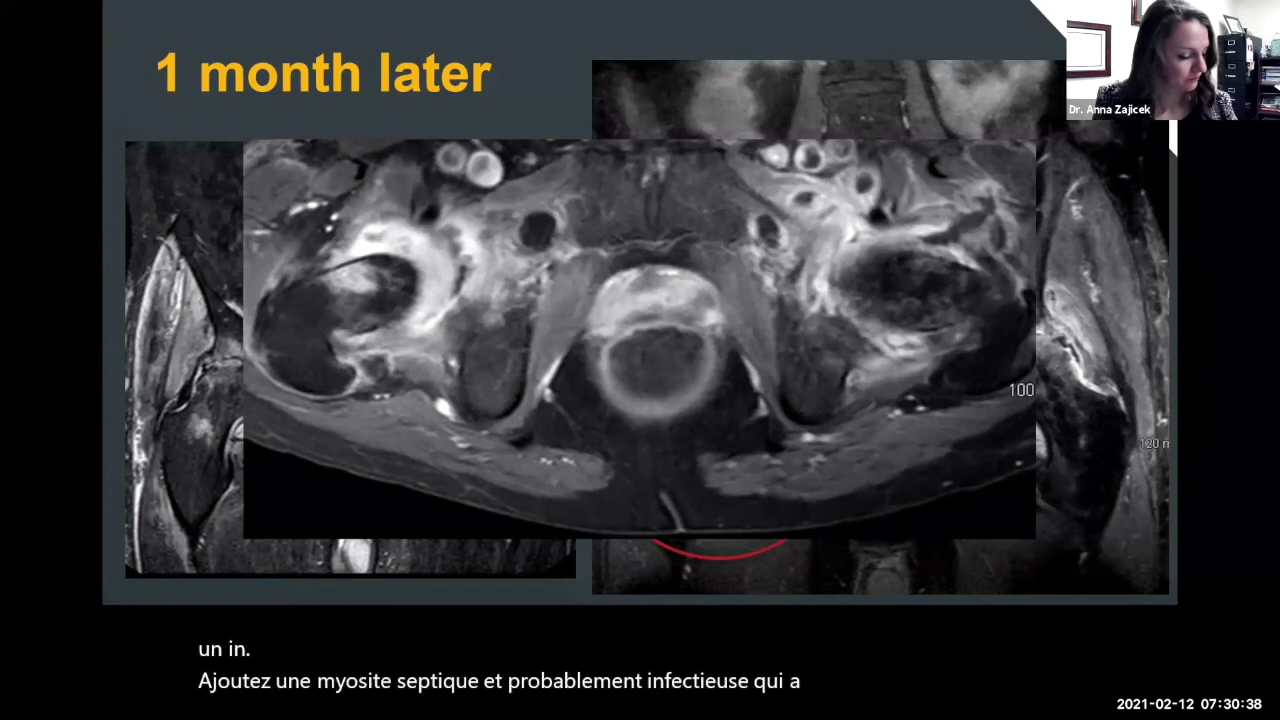 1 month later
Dr. Anna Zajicek
100
120 m
un in.
Ajoutez une myosite septique et probablement infectieuse qui a
2021-02-12 07:30:38